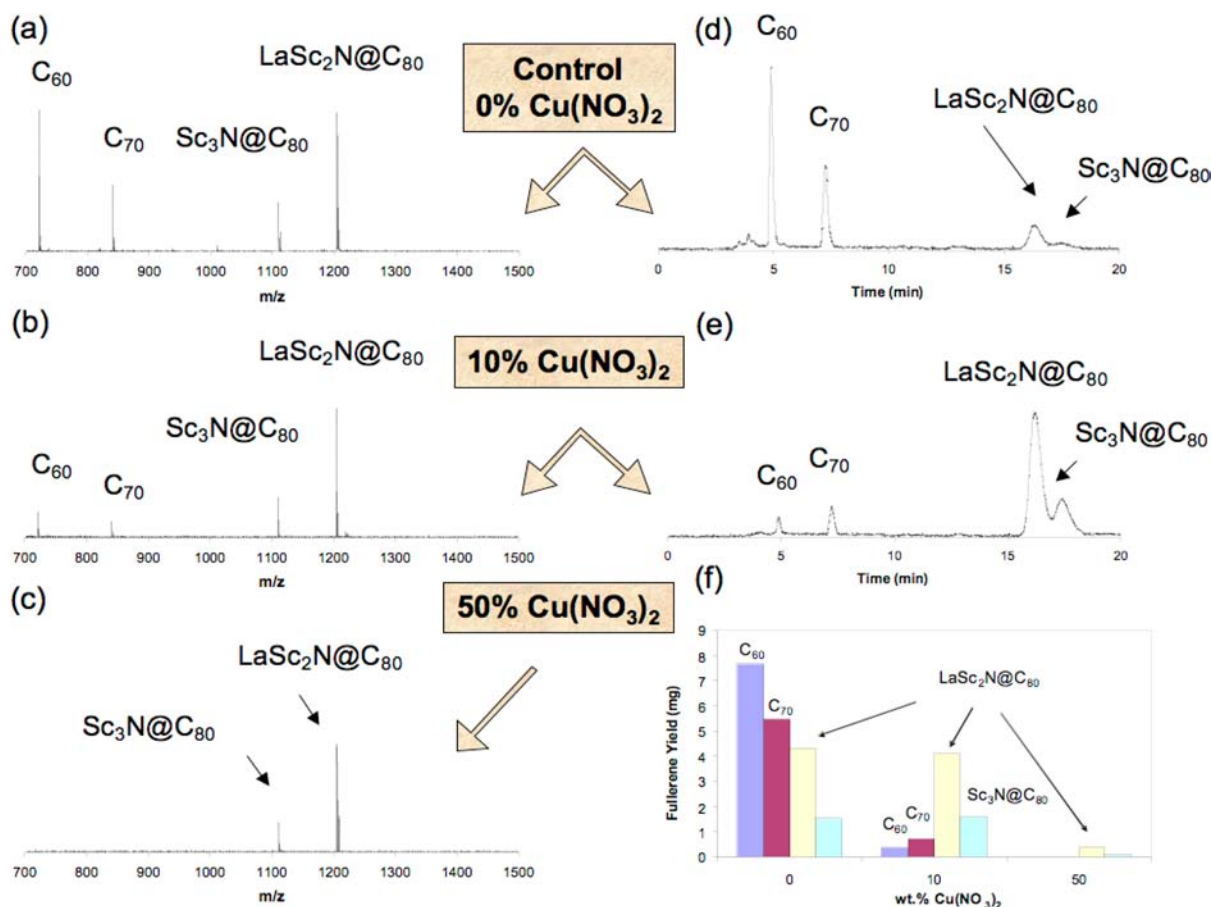 (a)
C₆₀
C₇₀
Sc₃N@C₈₀
LaSc₂N@C₈₀
700 800 900 1000 1100 1200 1300 1400 1500
m/z
Control
0% Cu(NO₃)₂
(d)
C₆₀
C₇₀
LaSc₂N@C₈₀
Sc₃N@C₈₀
0 5 10 15 20
Time (min)
(b)
LaSc₂N@C₈₀
Sc₃N@C₈₀
C₆₀
C₇₀
700 800 900 1000 1100 1200 1300 1400 1500
m/z
10% Cu(NO₃)₂
(e)
LaSc₂N@C₈₀
Sc₃N@C₈₀
C₆₀
C₇₀
0 5 10 15 20
Time (min)
(c)
LaSc₂N@C₈₀
Sc₃N@C₈₀
700 800 900 1000 1100 1200 1300 1400 1500
m/z
50% Cu(NO₃)₂
(f)
Fullerene Yield (mg)
9
8
7
6
5
4
3
2
1
0
C₆₀
C₇₀
LaSc₂N@C₈₀
Sc₃N@C₈₀
C₆₀
C₇₀
0 10 50
wt.% Cu(NO₃)₂